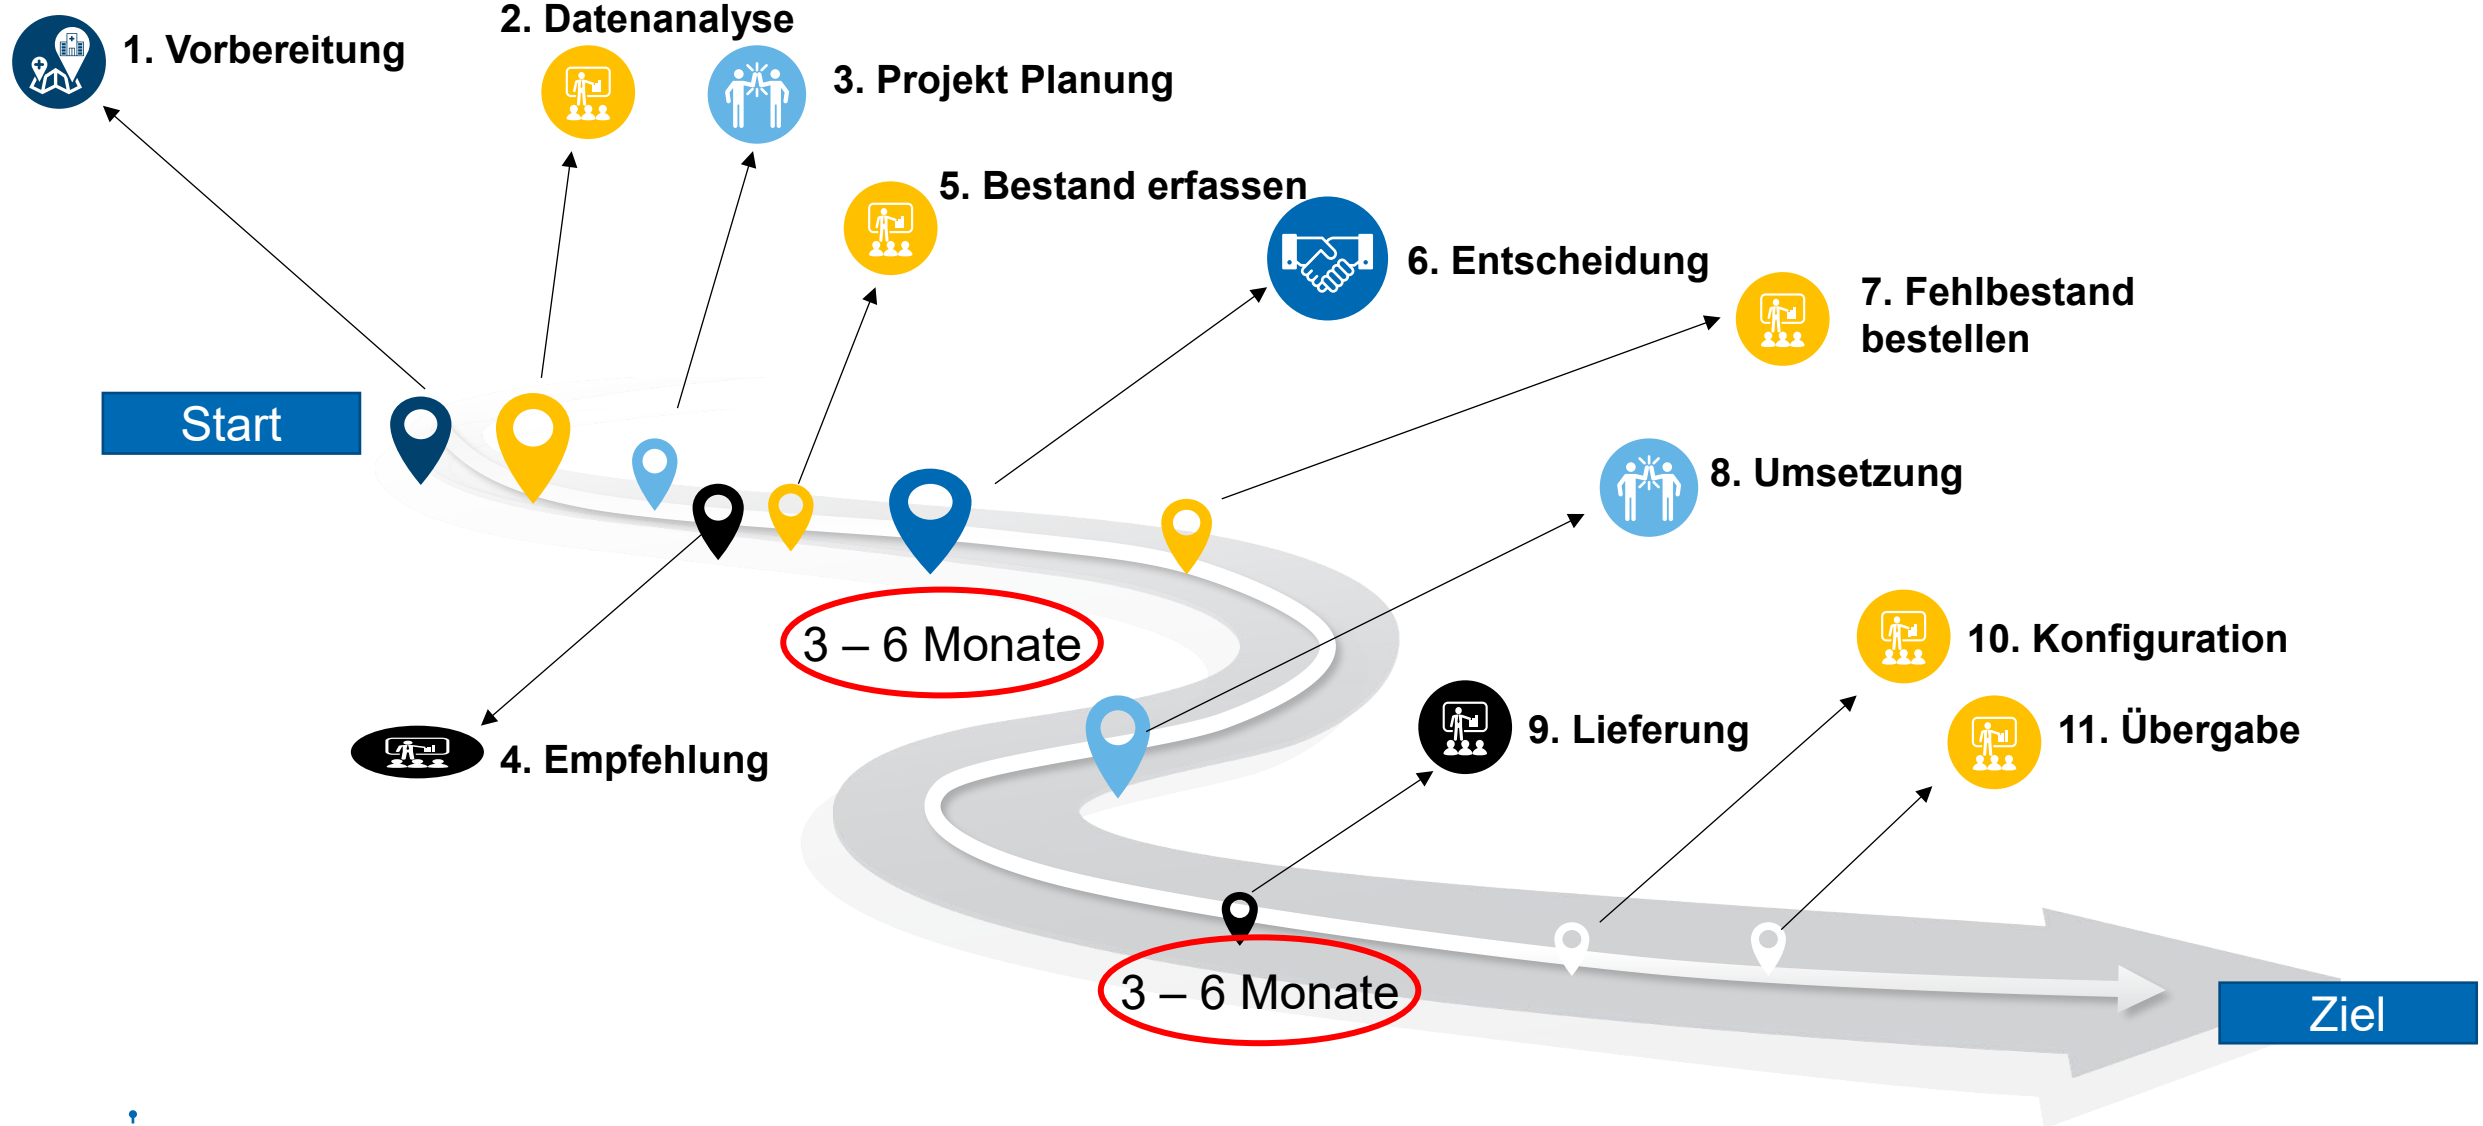 1. Vorbereitung
2. Datenanalyse
3. Projekt Planung
4. Empfehlung
5. Bestand erfassen
6. Entscheidung
7. Fehlbestand
bestellen
8. Umsetzung
9. Lieferung
10. Konfiguration
11. Übergabe
Start
3 – 6 Monate
3 – 6 Monate
Ziel